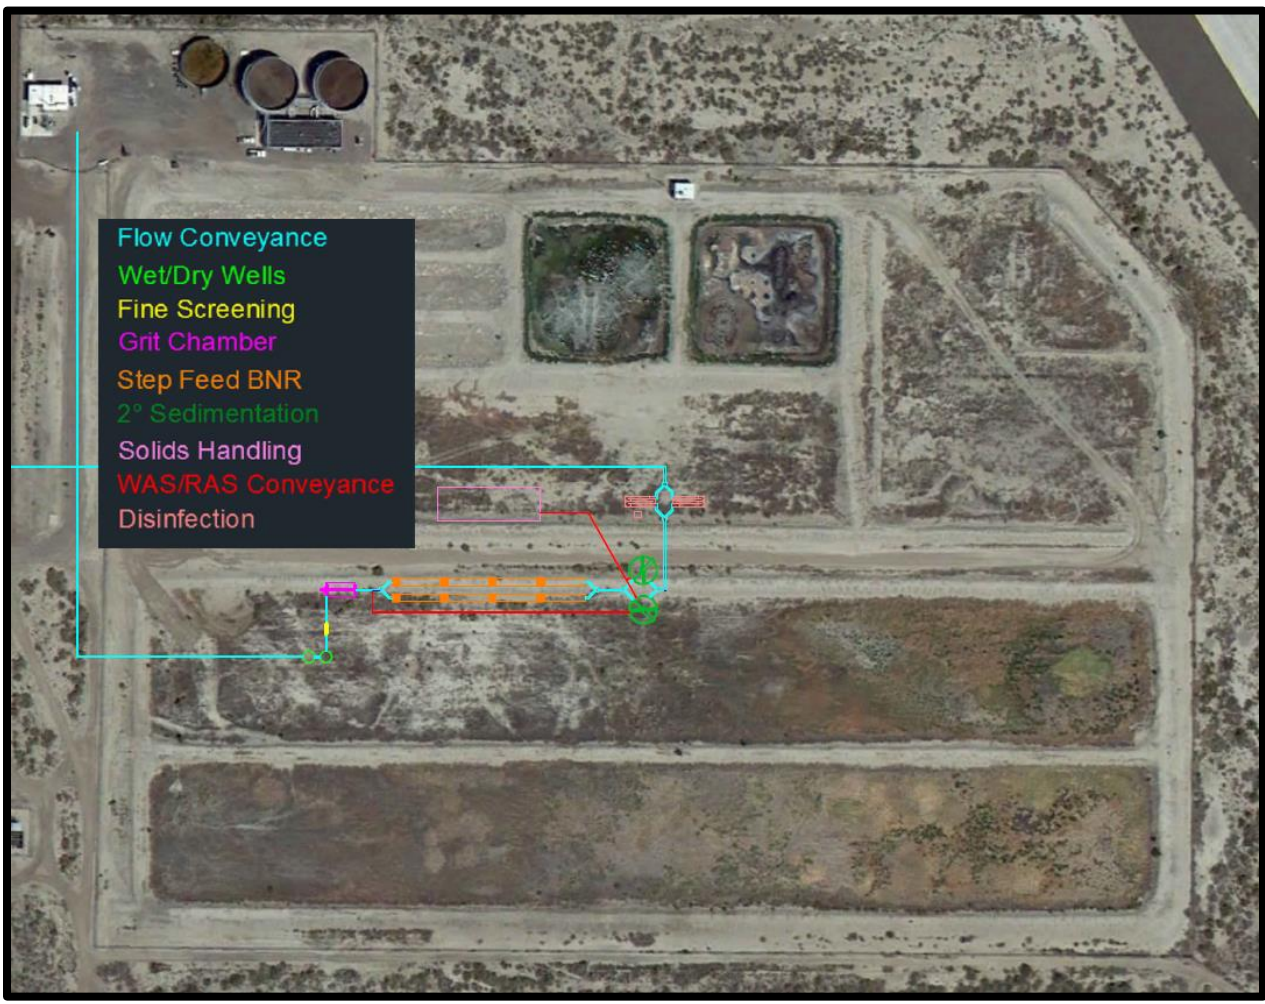 Flow Conveyance
Wet/Dry Wells
Fine Screening
Grit Chamber
Step Feed BNR
2° Sedimentation
Solids Handling
WAS/RAS Conveyance
Disinfection